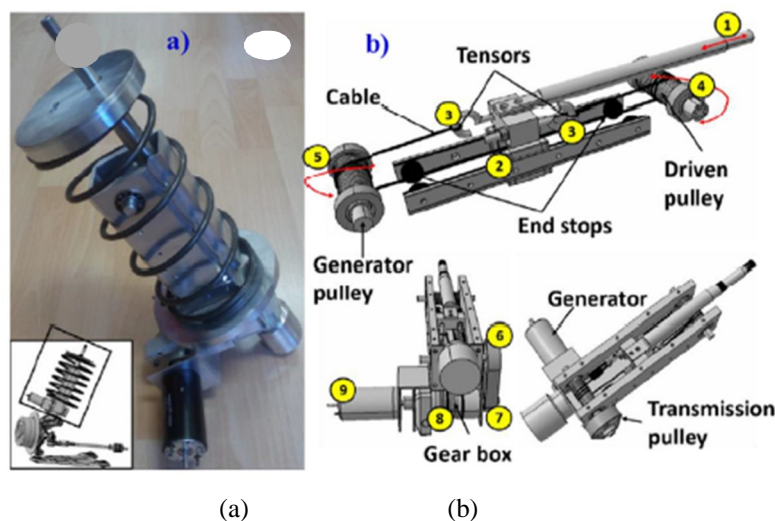 a)
b)
1
Tensors
Cable
3
4
3
5
2
Driven
pulley
End stops
Generator
pulley
Generator
6
9
Transmission
pulley
8
7
Gear box
(a)
(b)